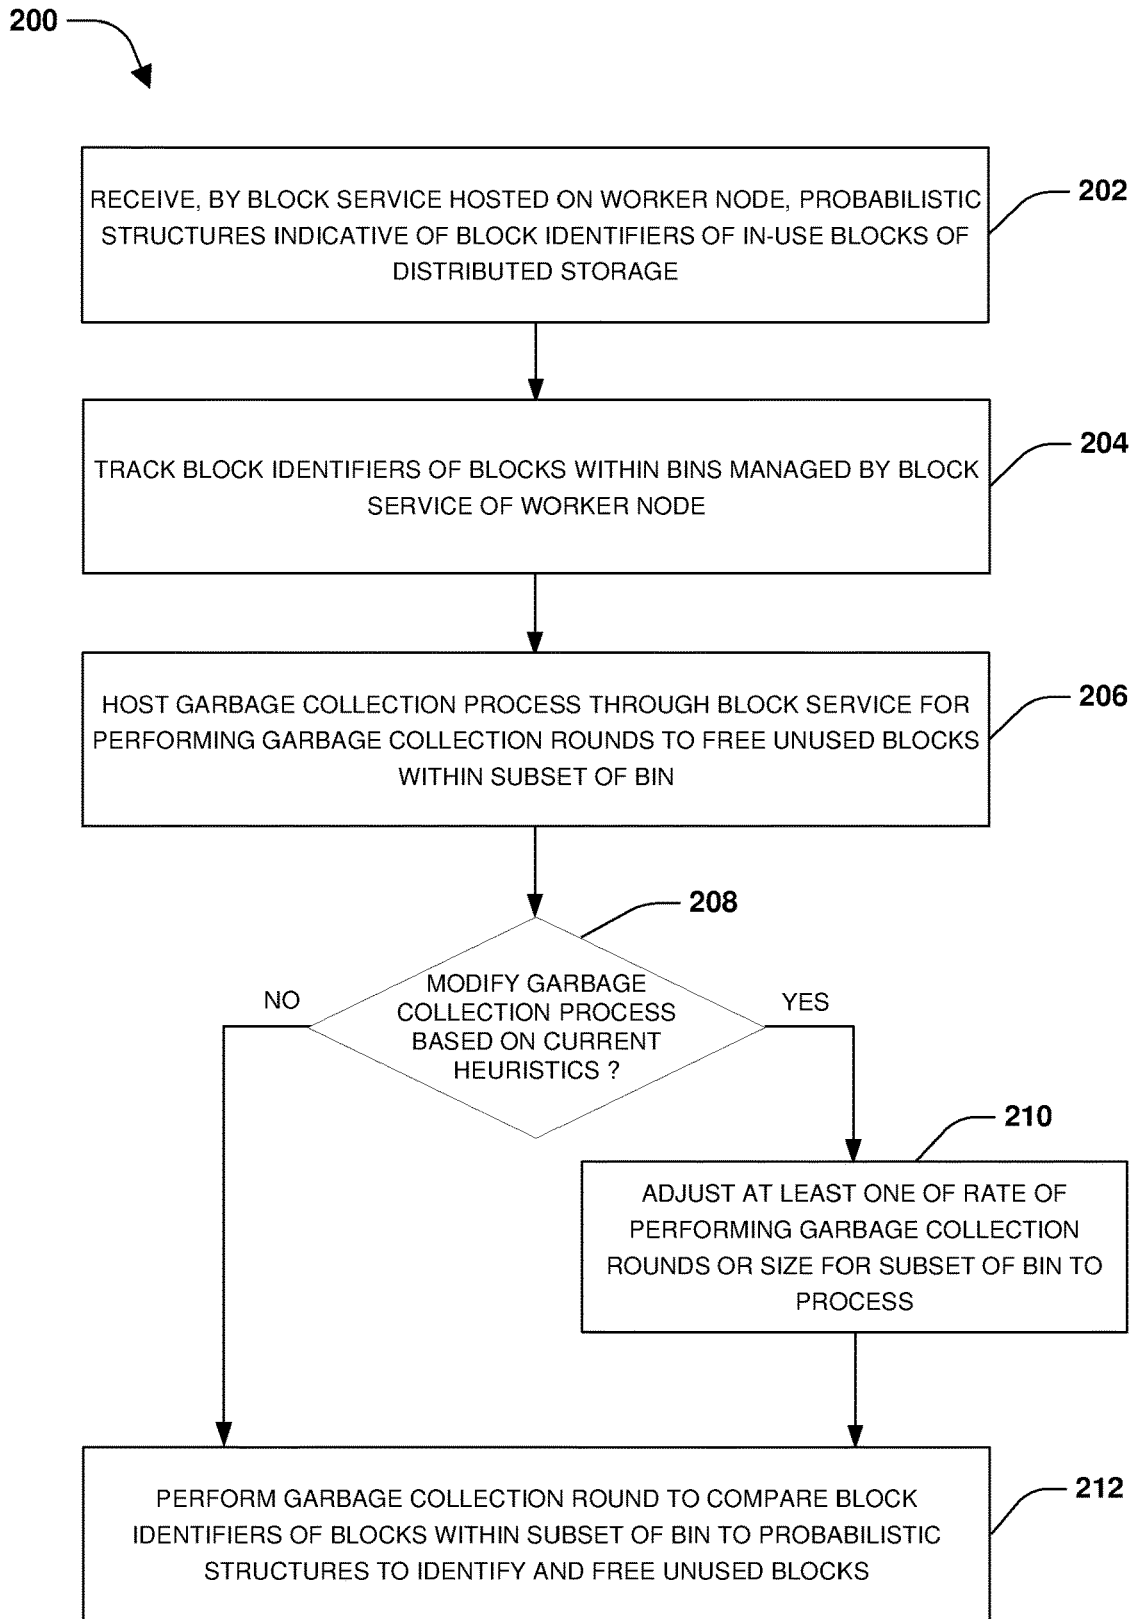 200
RECEIVE, BY BLOCK SERVICE HOSTED ON WORKER NODE, PROBABILISTIC
STRUCTURES INDICATIVE OF BLOCK IDENTIFIERS OF IN-USE BLOCKS OF
DISTRIBUTED STORAGE
202
TRACK BLOCK IDENTIFIERS OF BLOCKS WITHIN BINS MANAGED BY BLOCK
SERVICE OF WORKER NODE
204
HOST GARBAGE COLLECTION PROCESS THROUGH BLOCK SERVICE FOR
PERFORMING GARBAGE COLLECTION ROUNDS TO FREE UNUSED BLOCKS
WITHIN SUBSET OF BIN
206
208
MODIFY GARBAGE
COLLECTION PROCESS
BASED ON CURRENT
HEURISTICS ?
NO
YES
210
ADJUST AT LEAST ONE OF RATE OF
PERFORMING GARBAGE COLLECTION
ROUNDS OR SIZE FOR SUBSET OF BIN TO
PROCESS
PERFORM GARBAGE COLLECTION ROUND TO COMPARE BLOCK
IDENTIFIERS OF BLOCKS WITHIN SUBSET OF BIN TO PROBABILISTIC
STRUCTURES TO IDENTIFY AND FREE UNUSED BLOCKS
212